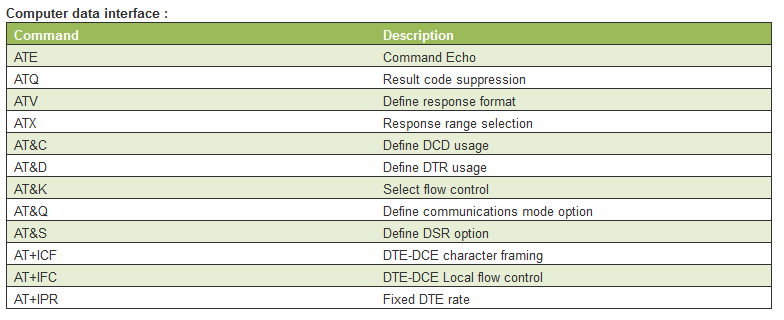 Computer data interface :
Command Description
ATE Command Echo
ATQ Result code suppression
ATV Define response format
ATX Response range selection
AT&C Define DCD usage
AT&D Define DTR usage
AT&K Select flow control
AT&Q Define communications mode option
AT&S Define DSR option
AT+ICF DTE-DCE character framing
AT+IFC DTE-DCE Local flow control
AT+IPR Fixed DTE rate